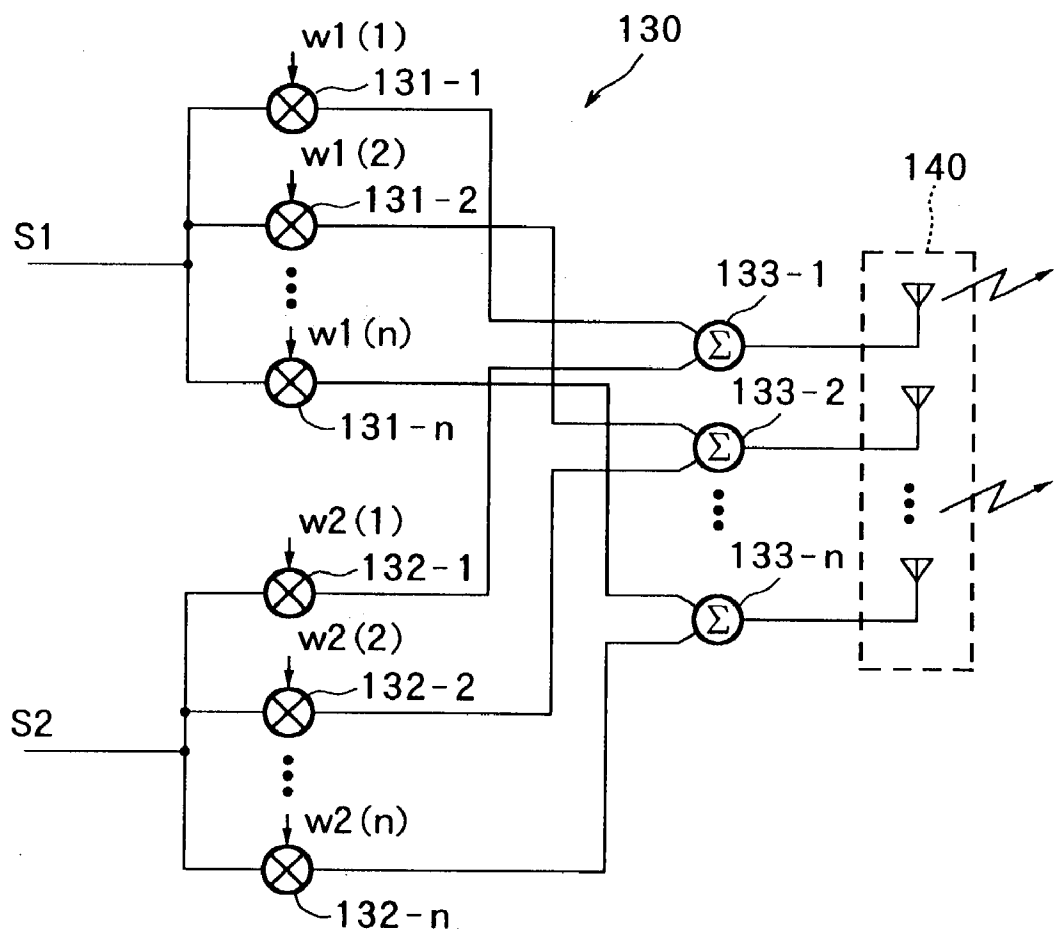 130
w1(1)
131-1
w1(2)
131-2
140
S1
133-1
Σ
w1(n)
133-2
Σ
131-n
w2(1)
133-n
132-1
Σ
w2(2)
132-2
S2
w2(n)
132-n